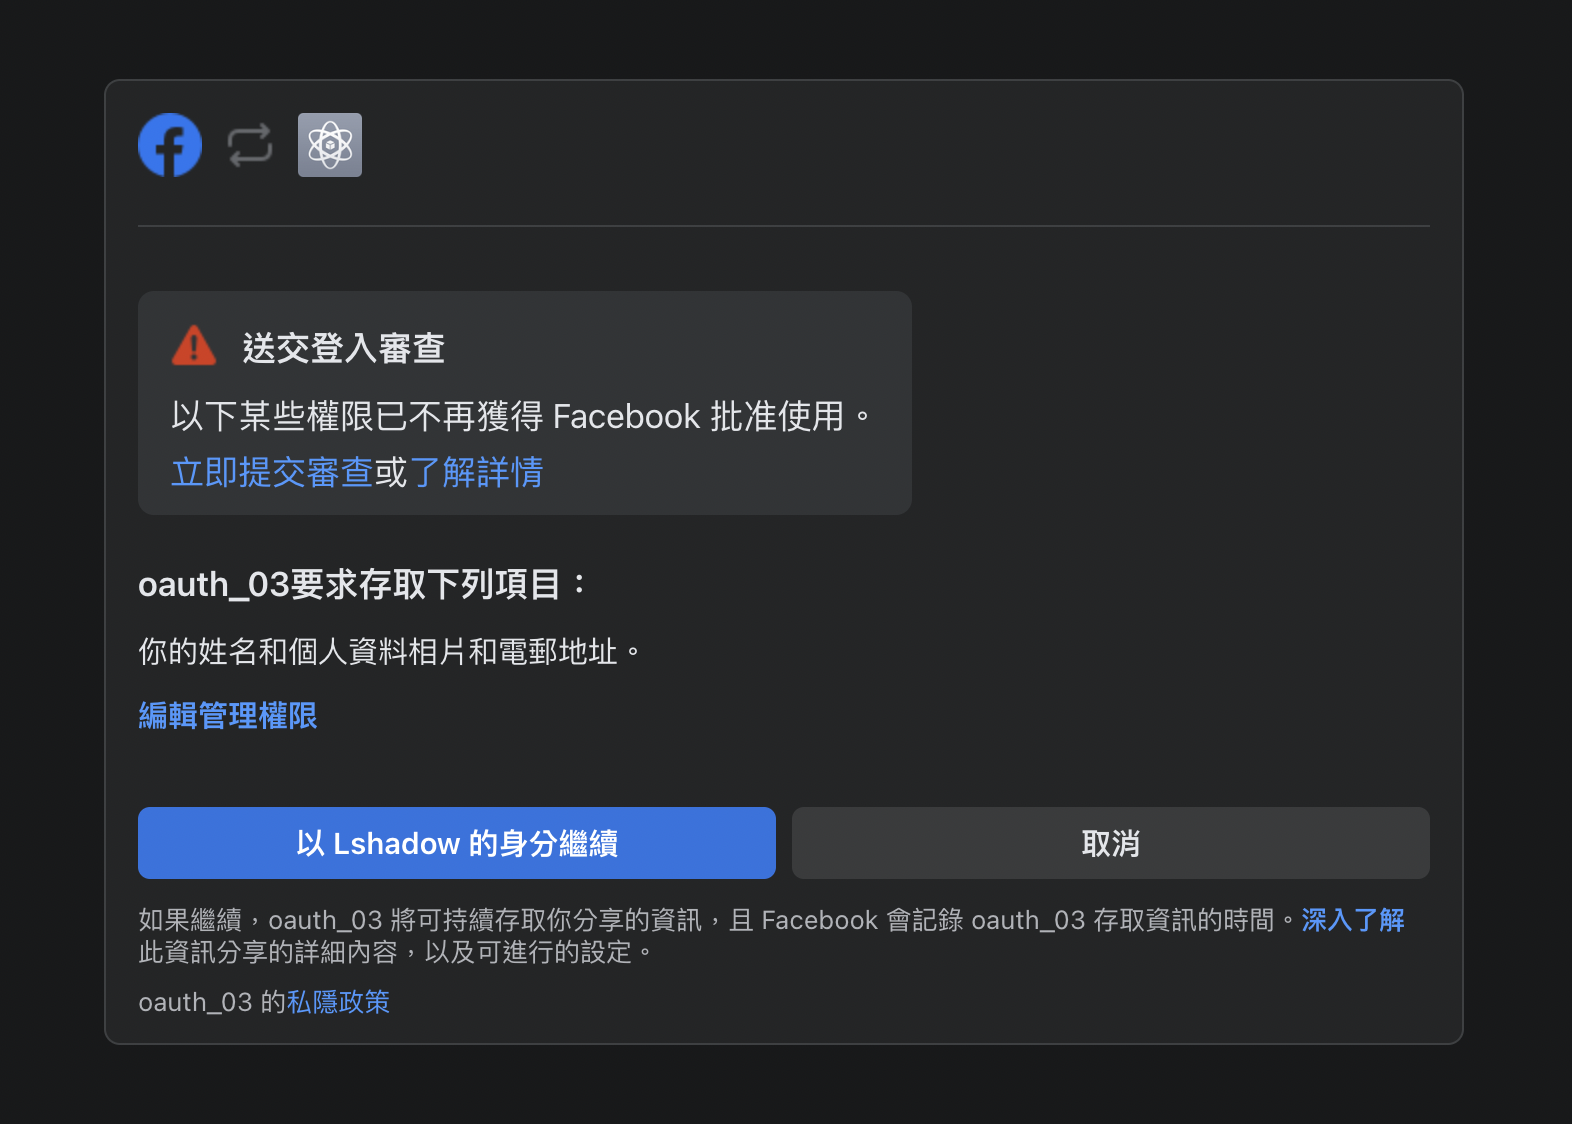 送交登入審查
以下某些權限已不再獲得 Facebook 批准使用。
立即提交審查或了解詳情
oauth_03要求存取下列項目：
你的姓名和個人資料相片和電郵地址。
編輯管理權限
以 Lshadow 的身分繼續
取消
如果繼續，oauth_03 將可持續存取你分享的資訊，且 Facebook 會記錄 oauth_03 存取資訊的時間。深入了解
此資訊分享的詳細內容，以及可進行的設定。
oauth_03 的私隱政策